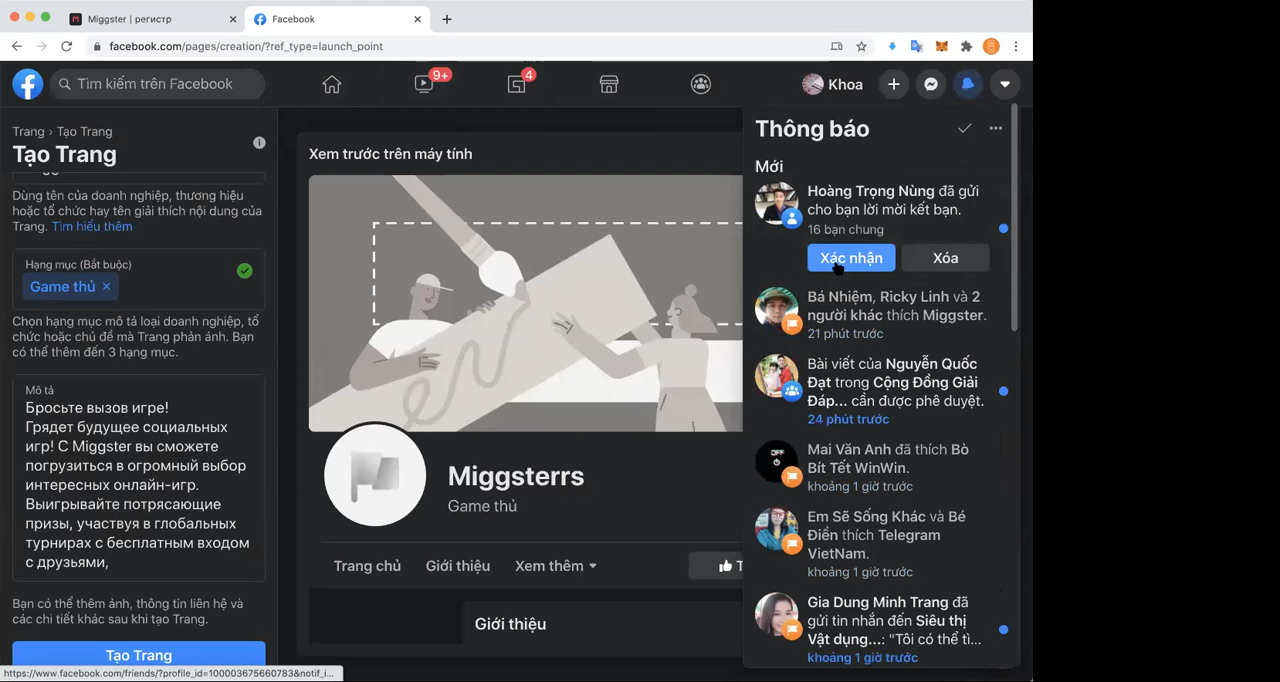 Miggster | регистр
Facebook
facebook.com/pages/creation/?ref_type=launch_point
Tìm kiếm trên Facebook
9+
4
Khoa
Trang › Tạo Trang
Tạo Trang
Dùng tên của doanh nghiệp, thương hiệu
hoặc tổ chức hay tên giải thích nội dung của
Trang. Tìm hiểu thêm
Hạng mục (Bắt buộc)
Game thủ ×
Chọn hạng mục mô tả loại doanh nghiệp, tổ
chức hoặc chủ đề mà Trang phản ánh. Bạn
có thể thêm đến 3 hạng mục.
Mô tả
Бросьте вызов игре!
Грядет будущее социальных
игр! С Miggster вы сможете
погрузиться в огромный выбор
интересных онлайн-игр.
Выигрывайте потрясающие
призы, участвуя в глобальных
турнирах с бесплатным входом
с друзьями,
Bạn có thể thêm ảnh, thông tin liên hệ và
các chi tiết khác sau khi tạo Trang.
Tạo Trang
https://www.facebook.com/friends/?profile_id=100003675660783&notif_i...
Xem trước trên máy tính
Miggsterrs
Game thủ
Trang chủ
Giới thiệu
Xem thêm
T
Giới thiệu
Thông báo
Mới
Hoàng Trọng Nùng đã gửi
cho bạn lời mời kết bạn.
16 bạn chung
Xác nhận
Xóa
Bá Nhiệm, Ricky Linh và 2
người khác thích Miggster.
21 phút trước
Bài viết của Nguyễn Quốc
Đạt trong Cộng Đồng Giải
Đáp... cần được phê duyệt.
24 phút trước
OFF
Mai Văn Anh đã thích Bò
Bít Tết WinWin.
khoảng 1 giờ trước
Em Sẽ Sống Khác và Bé
Điền thích Telegram
VietNam.
khoảng 1 giờ trước
Gia Dung Minh Trang đã
gửi tin nhắn đến Siêu thị
Vật dụng...: "Tôi có thể tì...
khoảng 1 giờ trước